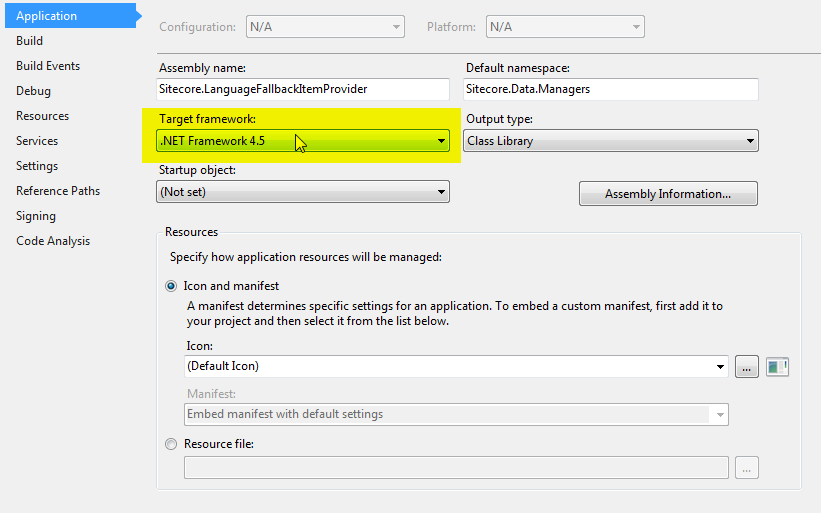 Application
Build
Build Events
Debug
Resources
Services
Settings
Reference Paths
Signing
Code Analysis
Configuration: N/A Platform: N/A
Assembly name: Default namespace:
Sitecore.LanguageFallbackItemProvider Sitecore.Data.Managers
Target framework: Output type:
.NET Framework 4.5 Class Library
Startup object:
(Not set) Assembly Information...
Resources
Specify how application resources will be managed:
Icon and manifest
A manifest determines specific settings for an application. To embed a custom manifest, first add it to
your project and then select it from the list below.
Icon:
(Default Icon) ...
Manifest:
Embed manifest with default settings
Resource file:
...